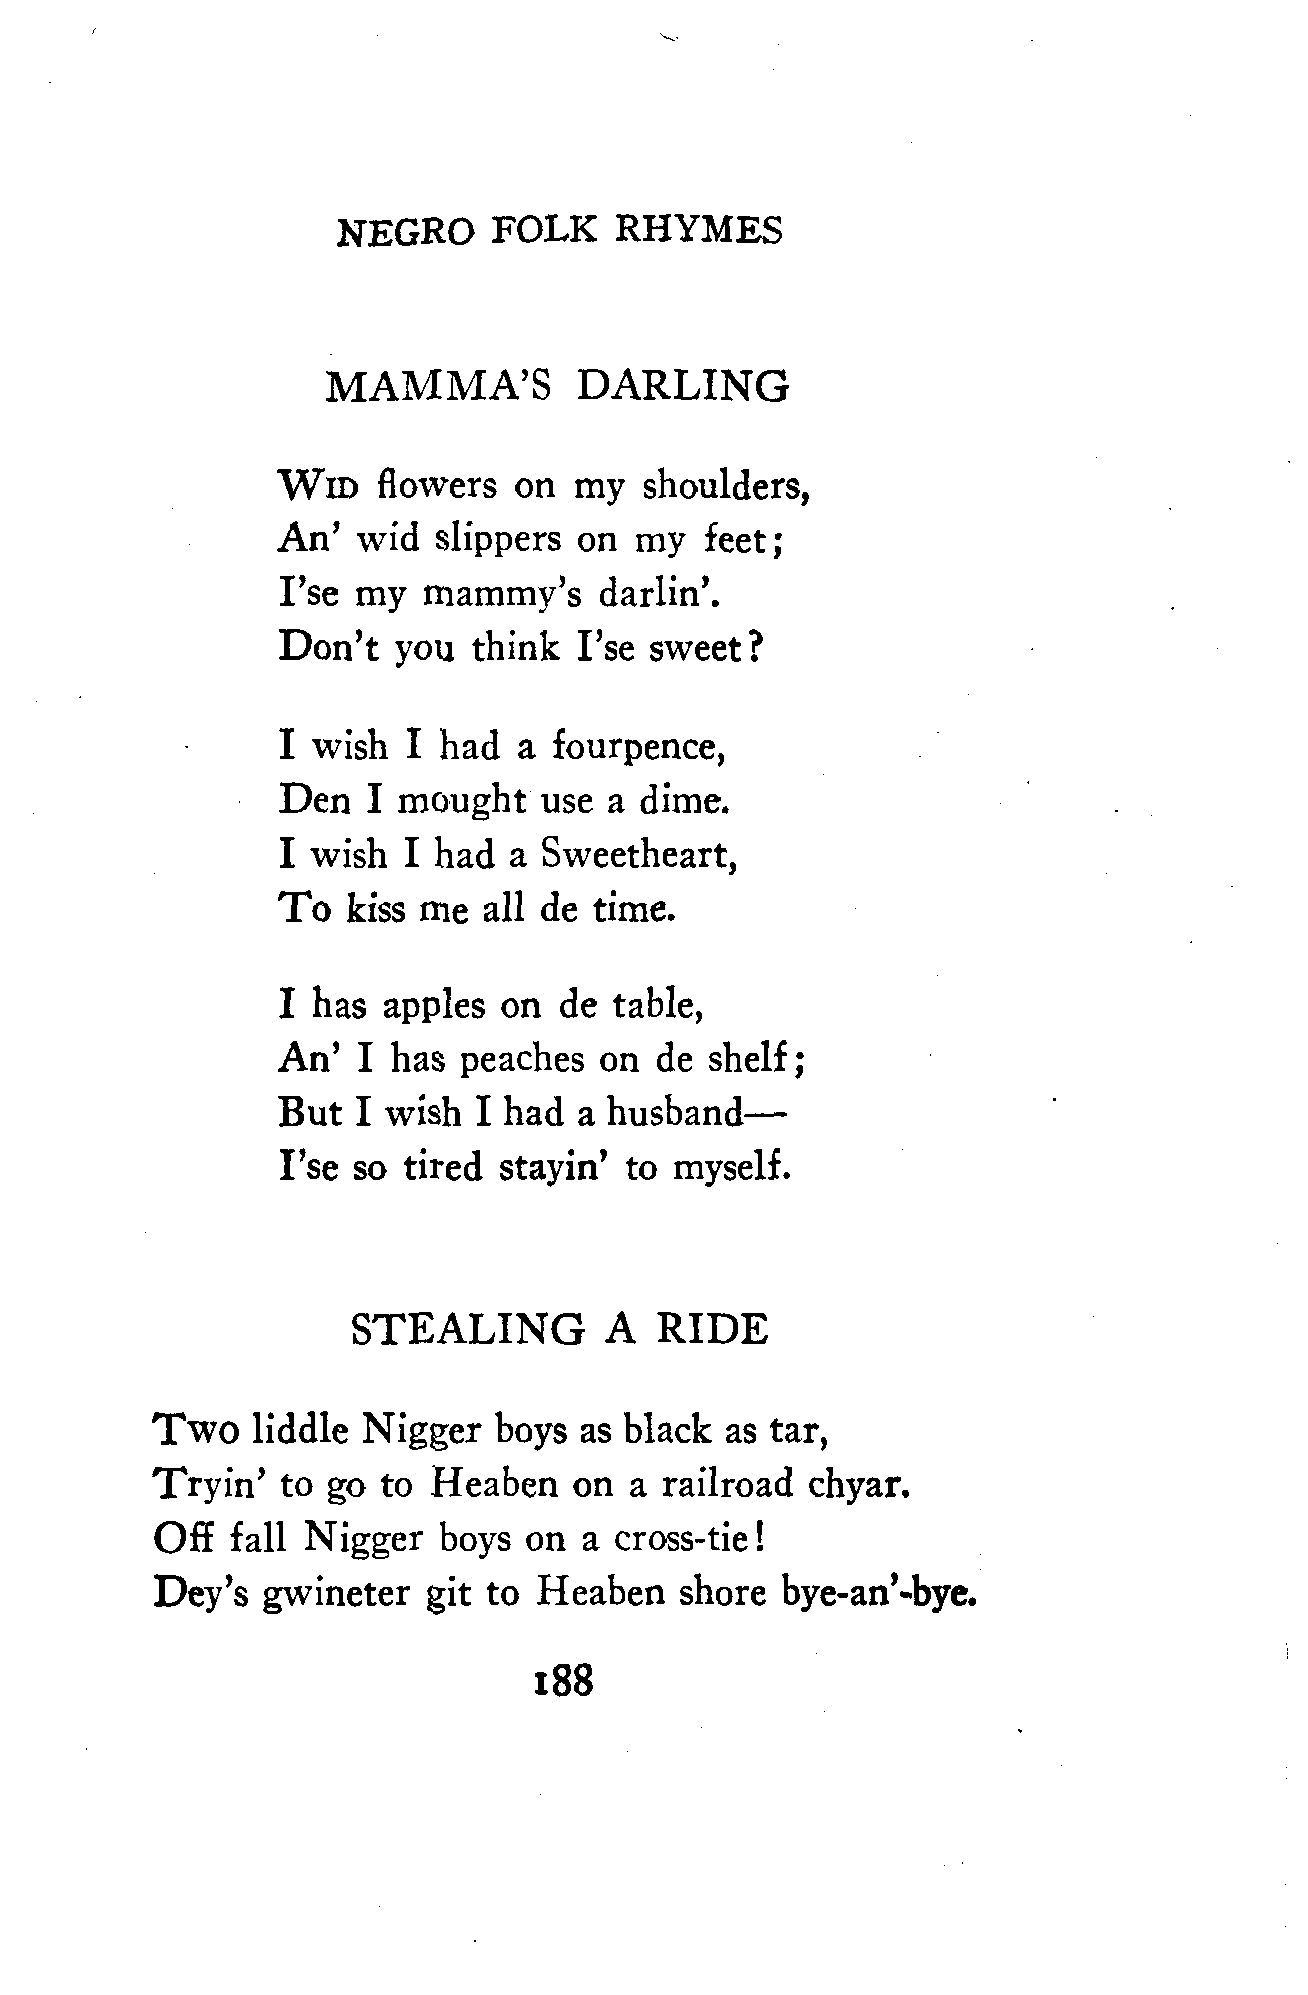 NEGRO FOLK RHYMES
MAMMA'S DARLING
WID flowers on my shoulders,
An' wid slippers on my feet;
I'se my mammy's darlin'.
Don't you think I'se sweet?
I wish I had a fourpence,
Den I mought use a dime.
I wish I had a Sweetheart,
To kiss me all de time.
I has apples on de table,
An' I has peaches on de shelf;
But I wish I had a husband—
I'se so tired stayin' to myself.
STEALING A RIDE
Two liddle Nigger boys as black as tar,
Tryin' to go to Heaben on a railroad chyar.
Off fall Nigger boys on a cross-tie!
Dey's gwineter git to Heaben shore bye-an'-bye.
188